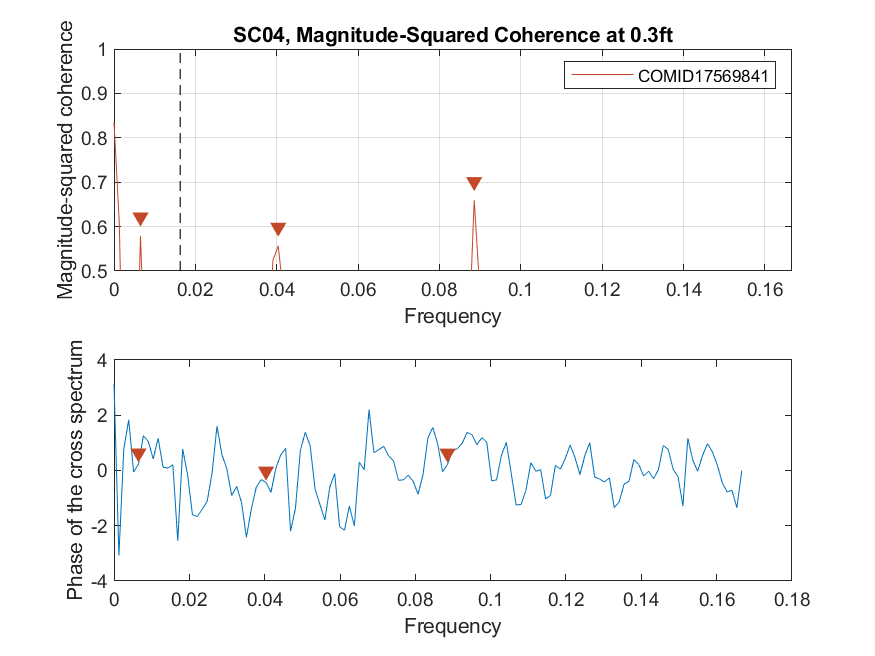 SC04, Magnitude-Squared Coherence at 0.3ft
Magnitude-squared coherence
1
0.9
0.8
0.7
0.6
0.5
COMID17569841
0 0.02 0.04 0.06 0.08 0.1 0.12 0.14 0.16
Frequency
Phase of the cross spectrum
4
2
0
-2
-4
0 0.02 0.04 0.06 0.08 0.1 0.12 0.14 0.16 0.18
Frequency